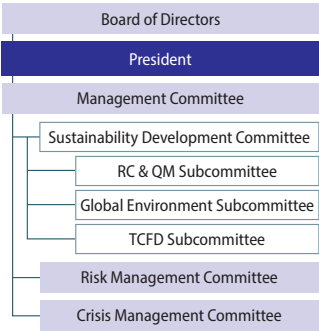 Board of Directors
President
Management Committee
Sustainability Development Committee
RC & QM Subcommittee
Global Environment Subcommittee
TCFD Subcommittee
Risk Management Committee
Crisis Management Committee